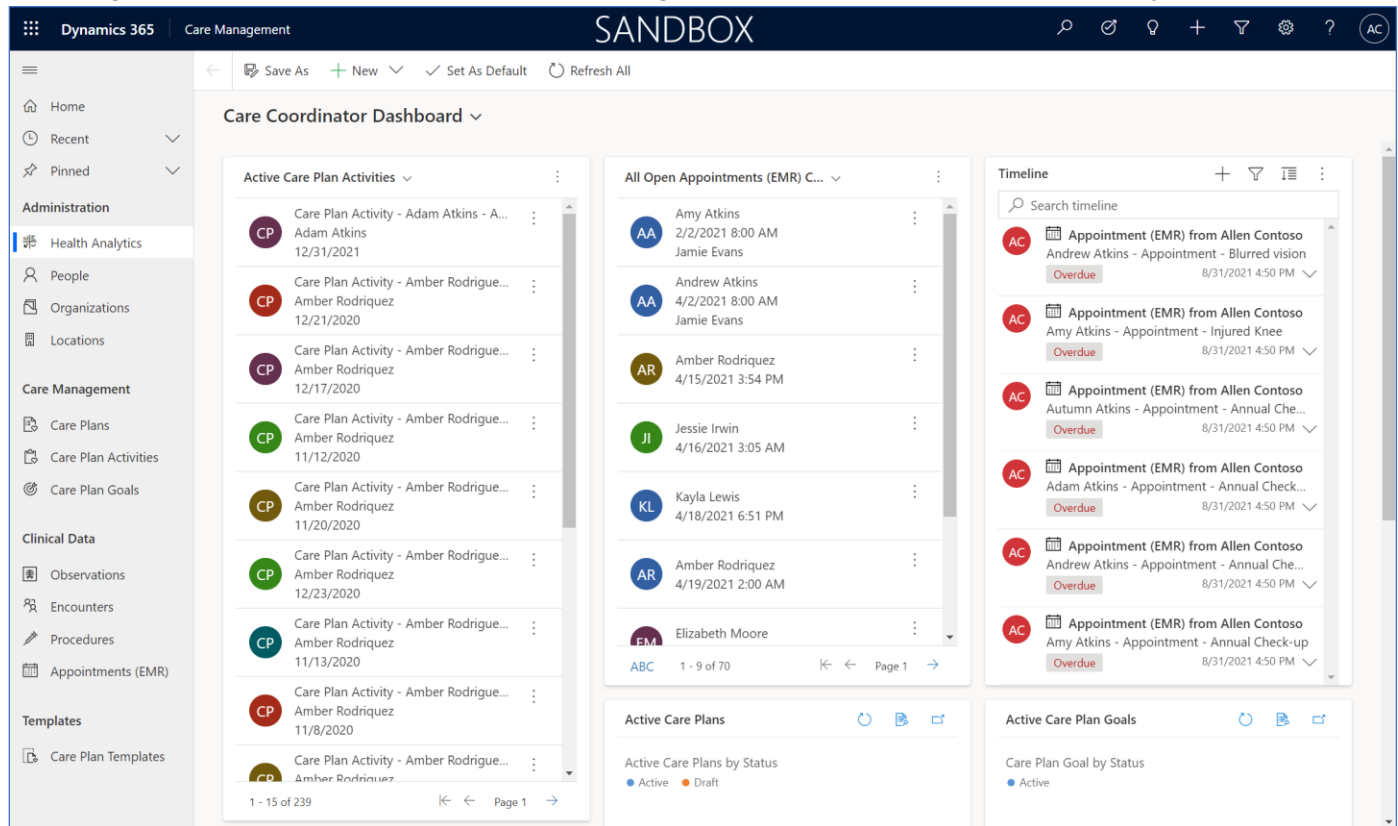 Dynamics 365 Care Management SANDBOX AC
Save As New Set As Default Refresh All
Home
Recent
Pinned
Administration
Health Analytics
People
Organizations
Locations
Care Management
Care Plans
Care Plan Activities
Care Plan Goals
Clinical Data
Observations
Encounters
Procedures
Appointments (EMR)
Templates
Care Plan Templates
Care Coordinator Dashboard
Active Care Plan Activities
CP
Care Plan Activity - Adam Atkins - A...
Adam Atkins
12/31/2021
CP
Care Plan Activity - Amber Rodrigue...
Amber Rodriquez
12/21/2020
CP
Care Plan Activity - Amber Rodrigue...
Amber Rodriquez
12/17/2020
CP
Care Plan Activity - Amber Rodrigue...
Amber Rodriquez
11/12/2020
CP
Care Plan Activity - Amber Rodrigue...
Amber Rodriquez
11/20/2020
CP
Care Plan Activity - Amber Rodrigue...
Amber Rodriquez
12/23/2020
CP
Care Plan Activity - Amber Rodrigue...
Amber Rodriquez
11/13/2020
CP
Care Plan Activity - Amber Rodrigue...
Amber Rodriquez
11/8/2020
CP
Care Plan Activity - Amber Rodrigue...
Amber Rodriquez
1 - 15 of 239 Page 1
All Open Appointments (EMR) C...
AA
Amy Atkins
2/2/2021 8:00 AM
Jamie Evans
AA
Andrew Atkins
4/2/2021 8:00 AM
Jamie Evans
AR
Amber Rodriquez
4/15/2021 3:54 PM
JI
Jessie Irwin
4/16/2021 3:05 AM
KL
Kayla Lewis
4/18/2021 6:51 PM
AR
Amber Rodriquez
4/19/2021 2:00 AM
EM
Elizabeth Moore
ABC 1 - 9 of 70 Page 1
Timeline
Search timeline
AC
Appointment (EMR) from Allen Contoso
Andrew Atkins - Appointment - Blurred vision
Overdue 8/31/2021 4:50 PM
AC
Appointment (EMR) from Allen Contoso
Amy Atkins - Appointment - Injured Knee
Overdue 8/31/2021 4:50 PM
AC
Appointment (EMR) from Allen Contoso
Autumn Atkins - Appointment - Annual Che...
Overdue 8/31/2021 4:50 PM
AC
Appointment (EMR) from Allen Contoso
Adam Atkins - Appointment - Annual Check...
Overdue 8/31/2021 4:50 PM
AC
Appointment (EMR) from Allen Contoso
Andrew Atkins - Appointment - Annual Che...
Overdue 8/31/2021 4:50 PM
AC
Appointment (EMR) from Allen Contoso
Amy Atkins - Appointment - Annual Check-up
Overdue 8/31/2021 4:50 PM
Active Care Plans
Active Care Plans by Status
Active Draft
Active Care Plan Goals
Care Plan Goal by Status
Active